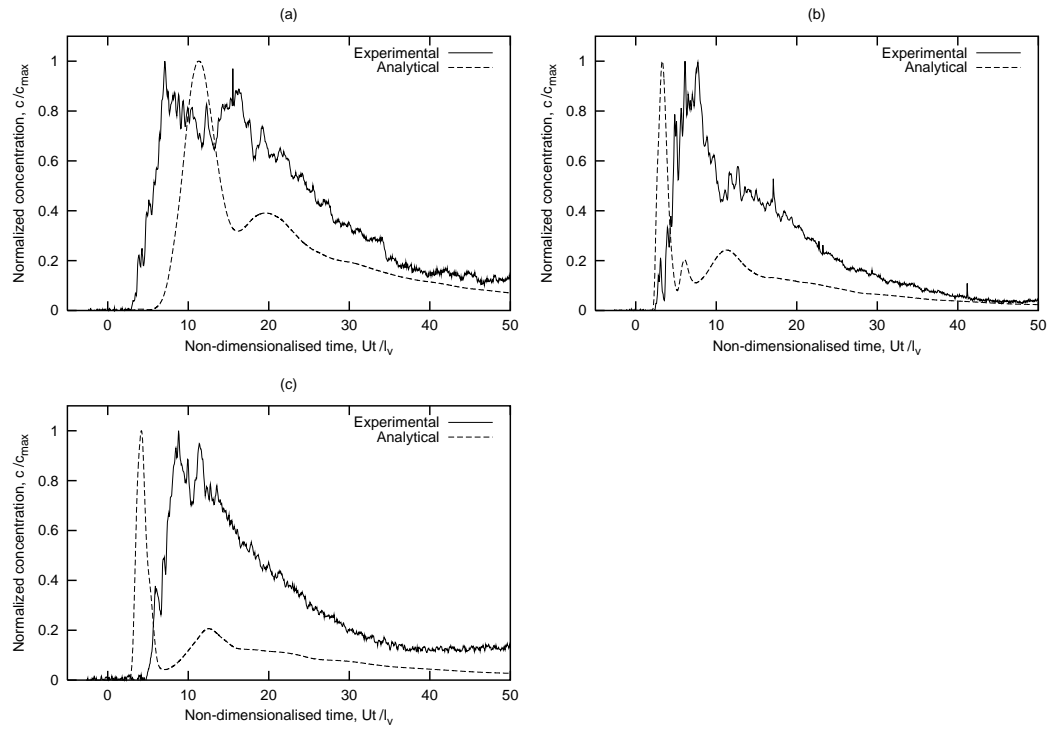 (a)
Normalized concentration, c/c_max
1
0.8
0.6
0.4
0.2
0
Experimental
Analytical
0 10 20 30 40 50
Non-dimensionalised time, Ut/l_v
(b)
Normalized concentration, c/c_max
1
0.8
0.6
0.4
0.2
0
Experimental
Analytical
0 10 20 30 40 50
Non-dimensionalised time, Ut/l_v
(c)
Normalized concentration, c/c_max
1
0.8
0.6
0.4
0.2
0
Experimental
Analytical
0 10 20 30 40 50
Non-dimensionalised time, Ut/l_v